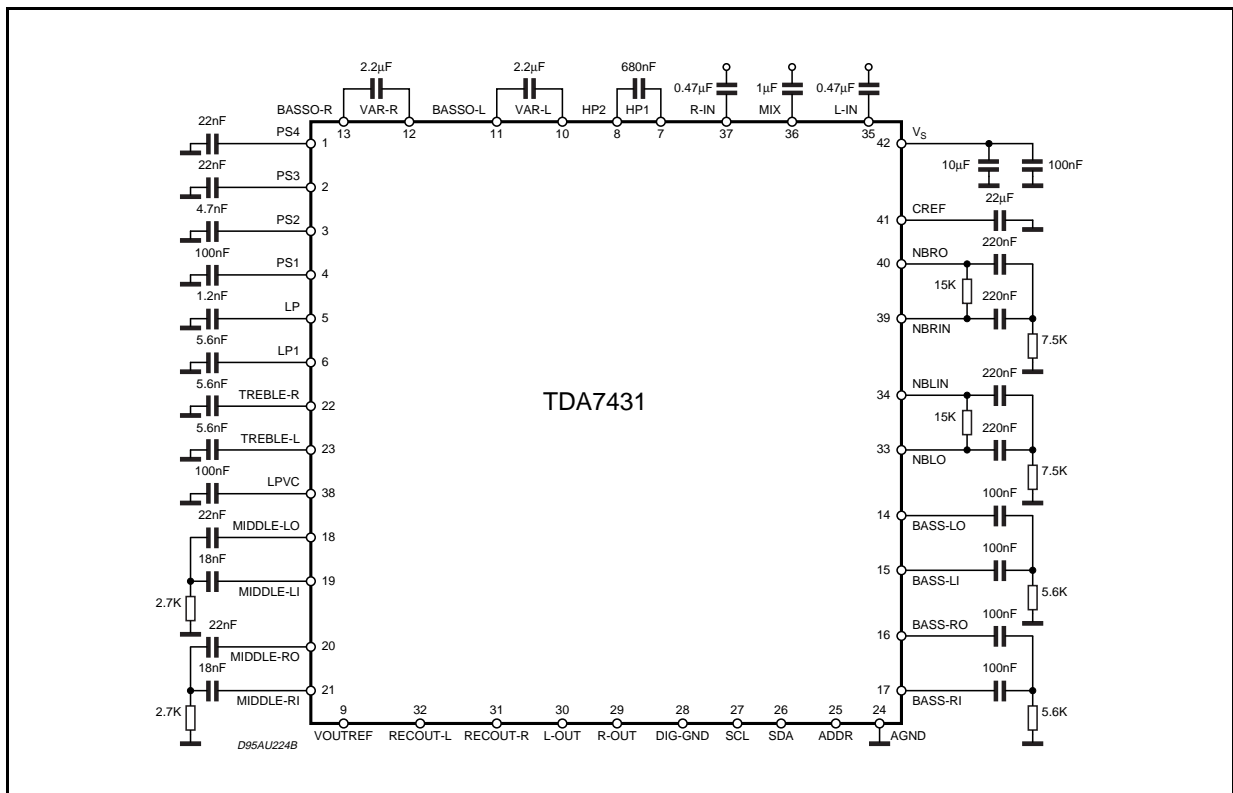 2.2µF
2.2µF
680nF
0.47µF
1µF
0.47µF
BASSO-R
VAR-R
BASSO-L
VAR-L
HP2
HP1
R-IN
MIX
L-IN
13
12
11
10
8
7
37
36
35
22nF
PS4
1
22nF
PS3
2
4.7nF
PS2
3
100nF
PS1
4
1.2nF
LP
5
5.6nF
LP1
6
5.6nF
TREBLE-R
22
5.6nF
TREBLE-L
23
100nF
LPVC
38
22nF
MIDDLE-LO
18
18nF
19
MIDDLE-LI
2.7K
22nF
20
MIDDLE-RO
18nF
21
MIDDLE-RI
2.7K
TDA7431
42
VS
10µF
100nF
22µF
41
CREF
220nF
40
NBRO
15K
220nF
39
NBRIN
7.5K
220nF
34
NBLIN
15K
220nF
33
NBLO
7.5K
100nF
14
BASS-LO
100nF
15
BASS-LI
5.6K
100nF
16
BASS-RO
100nF
17
BASS-RI
5.6K
9
32
31
30
29
28
27
26
25
24
VOUTREF
RECOUT-L
RECOUT-R
L-OUT
R-OUT
DIG-GND
SCL
SDA
ADDR
AGND
D95AU224B